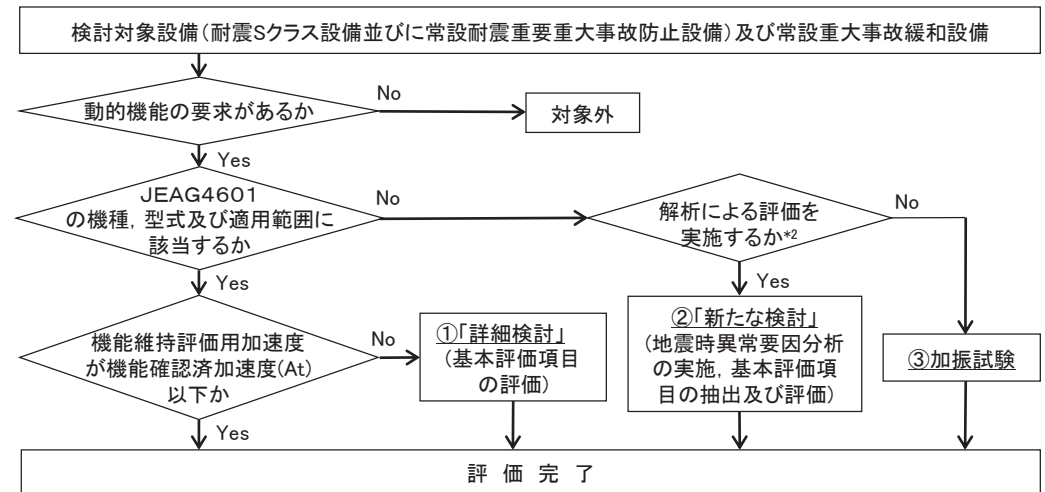 検討対象設備(耐震Sクラス設備並びに常設耐震重要重大事故防止設備)及び常設重大事故緩和設備
動的機能の要求があるか
No
対象外
Yes
JEAG4601
の機種, 型式及び適用範囲に
該当するか
No
解析による評価を
実施するか*2
No
Yes
Yes
機能維持評価用加速度
が機能確認済加速度(At)
以下か
No
①「詳細検討」
(基本評価項目
の評価)
②「新たな検討」
(地震時異常要因分析
の実施, 基本評価項
目の抽出及び評価)
③加振試験
Yes
評 価 完 了